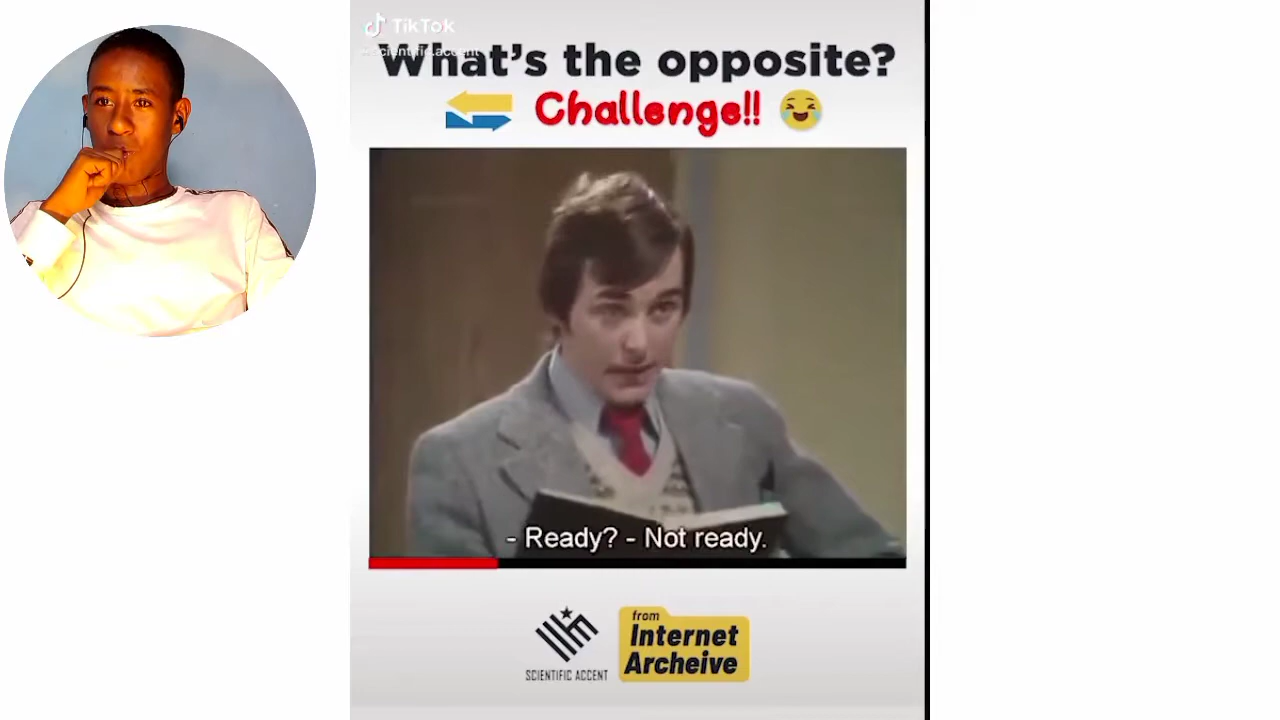 TikTok
What's the opposite?
Challenge!!
- Ready? - Not ready.
SCIENTIFIC ACCENT
from
Internet
Archeive